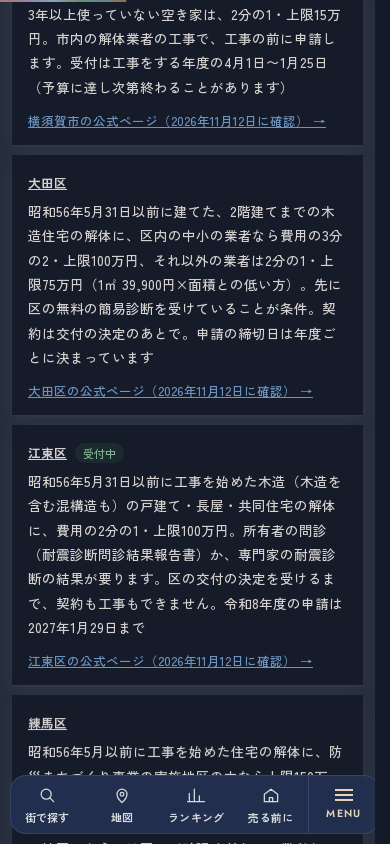 3年以上使っていない空き家は、2分の1・上限15万
円。市内の解体業者の工事で、工事の前に申請し
ます。受付は工事をする年度の4月1日〜1月25日
（予算に達し次第終わることがあります）
横須賀市の公式ページ（2026年11月12日に確認） →
大田区
昭和56年5月31日以前に建てた、2階建てまでの木
造住宅の解体に、区内の中小の業者なら費用の3分
の2・上限100万円、それ以外の業者は2分の1・上
限75万円（1㎡ 39,900円×面積との低い方）。先に
区の無料の簡易診断を受けていることが条件。契
約は交付の決定のあとで。申請の締切日は年度ご
とに決まっています
大田区の公式ページ（2026年11月12日に確認） →
江東区 受付中
昭和56年5月31日以前に工事を始めた木造（木造を
含む混構造も）の戸建て・長屋・共同住宅の解体
に、費用の2分の1・上限100万円。所有者の問診
（耐震診断問診結果報告書）か、専門家の耐震診
断の結果が要ります。区の交付の決定を受けるま
で、契約も工事もできません。令和8年度の申請は
2027年1月29日まで
江東区の公式ページ（2026年11月12日に確認） →
練馬区
昭和56年5月以前に工事を始めた住宅の解体に、防
街で探す 地図 ランキング 売る前に MENU